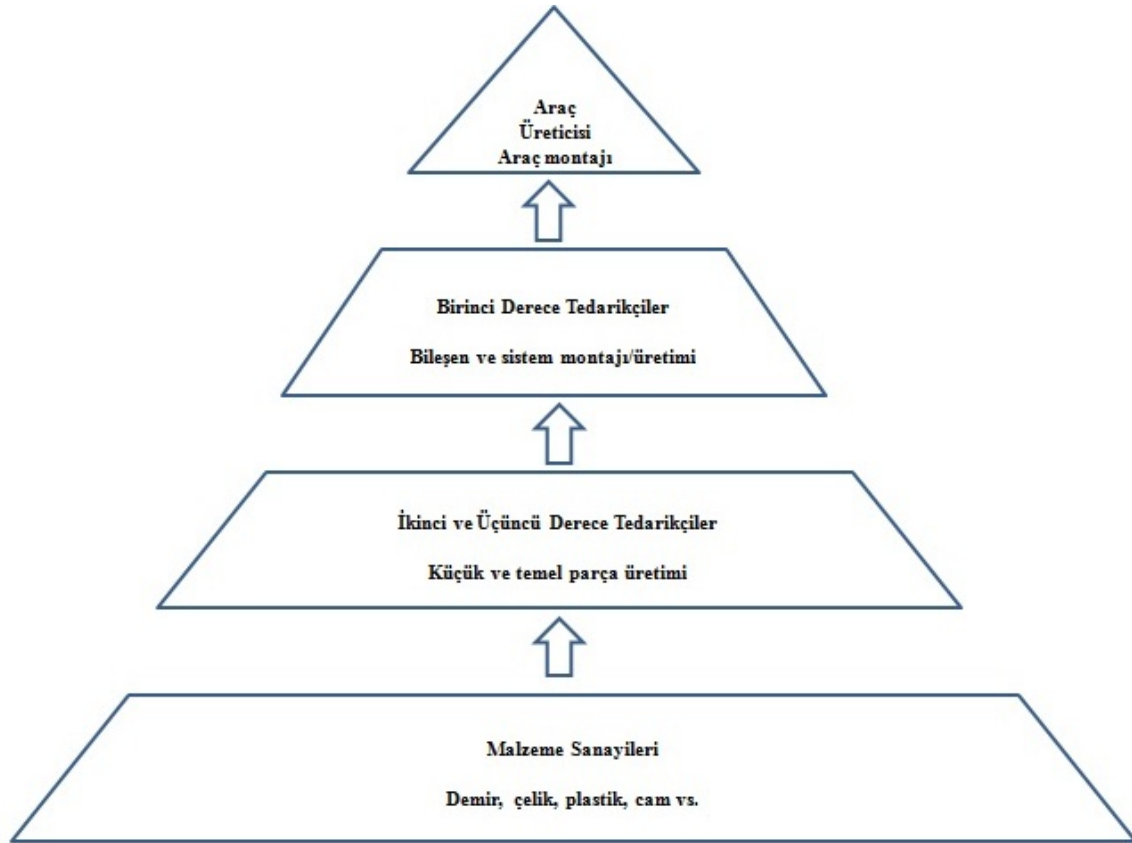 Araç
Üreticisi
Araç montajı
Birinci Derece Tedarikçiler
Bileşen ve sistem montajı/üretimi
İkinci ve Üçüncü Derece Tedarikçiler
Küçük ve temel parça üretimi
Malzeme Sanayileri
Demir, çelik, plastik, cam vs.